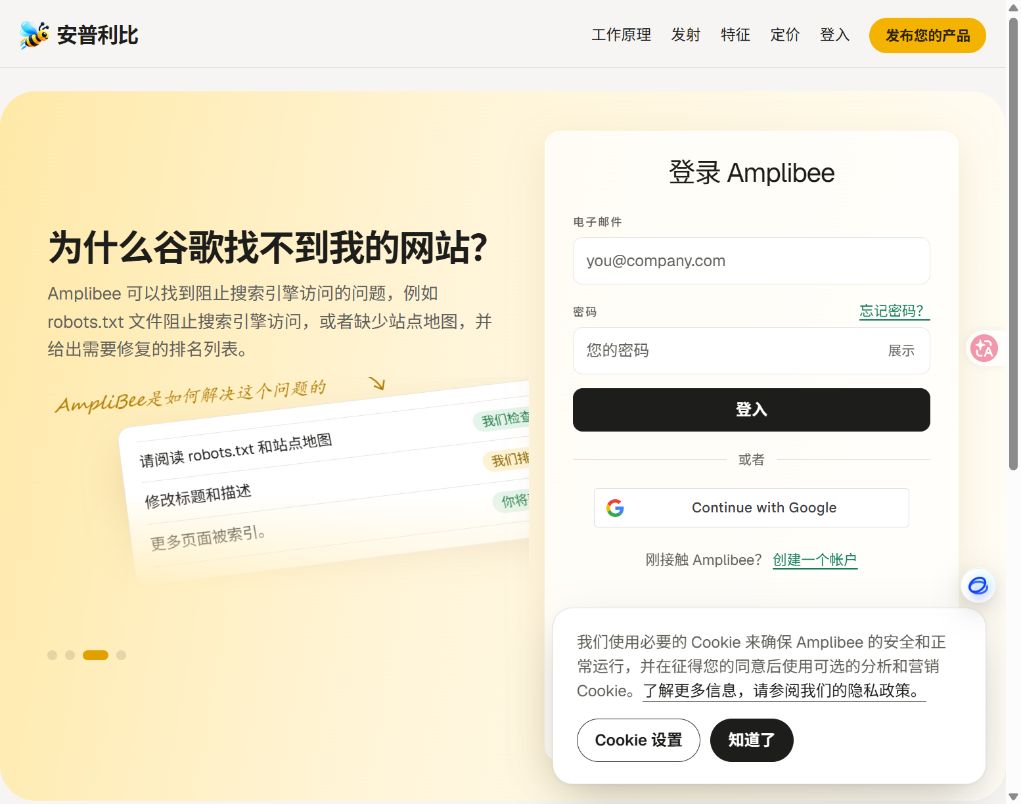 安普利比
工作原理 发射 特征 定价 登入 发布您的产品
为什么谷歌找不到我的网站?
Amplibee 可以找到阻止搜索引擎访问的问题，例如
robots.txt 文件阻止搜索引擎访问，或者缺少站点地图，并
给出需要修复的排名列表。
AmpliBee是如何解决这个问题的
请阅读 robots.txt 和站点地图 我们检查
修改标题和描述 我们排
更多页面被索引。 你将
登录 Amplibee
电子邮件
you@company.com
密码 忘记密码？
您的密码 展示
登入
或者
Continue with Google
刚接触 Amplibee？ 创建一个帐户
我们使用必要的 Cookie 来确保 Amplibee 的安全和正
常运行，并在征得您的同意后使用可选的分析和营销
Cookie。了解更多信息，请参阅我们的隐私政策。
Cookie 设置 知道了